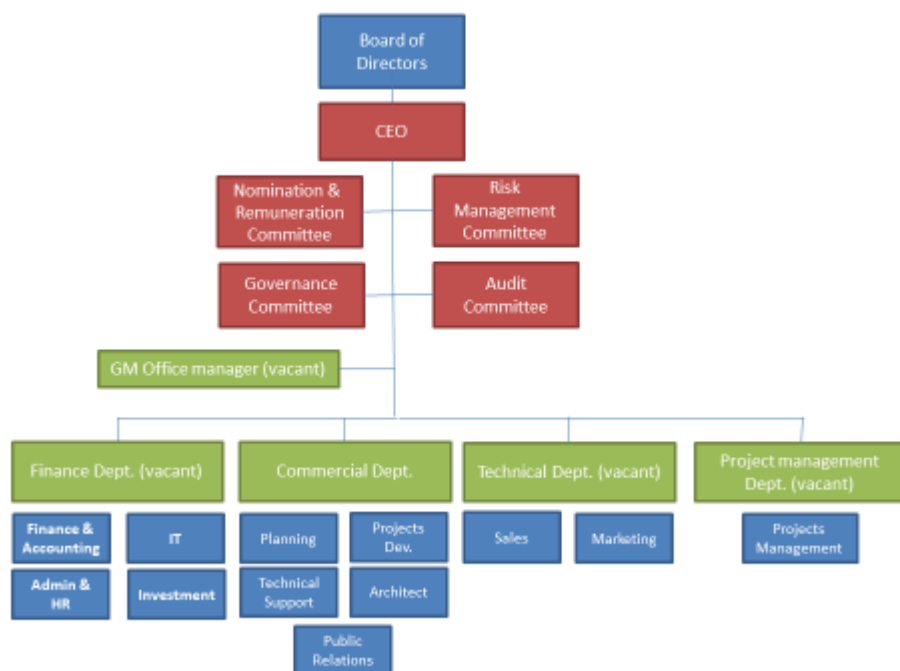 Board of
Directors
CEO
Nomination &
Remuneration
Committee
Risk
Management
Committee
Governance
Committee
Audit
Committee
GM Office manager (vacant)
Finance Dept. (vacant)
Commercial Dept.
Technical Dept. (vacant)
Project management
Dept. (vacant)
Finance &
Accounting
IT
Planning
Projects
Dev.
Sales
Marketing
Projects
Management
Admin &
HR
Investment
Technical
Support
Architect
Public
Relations